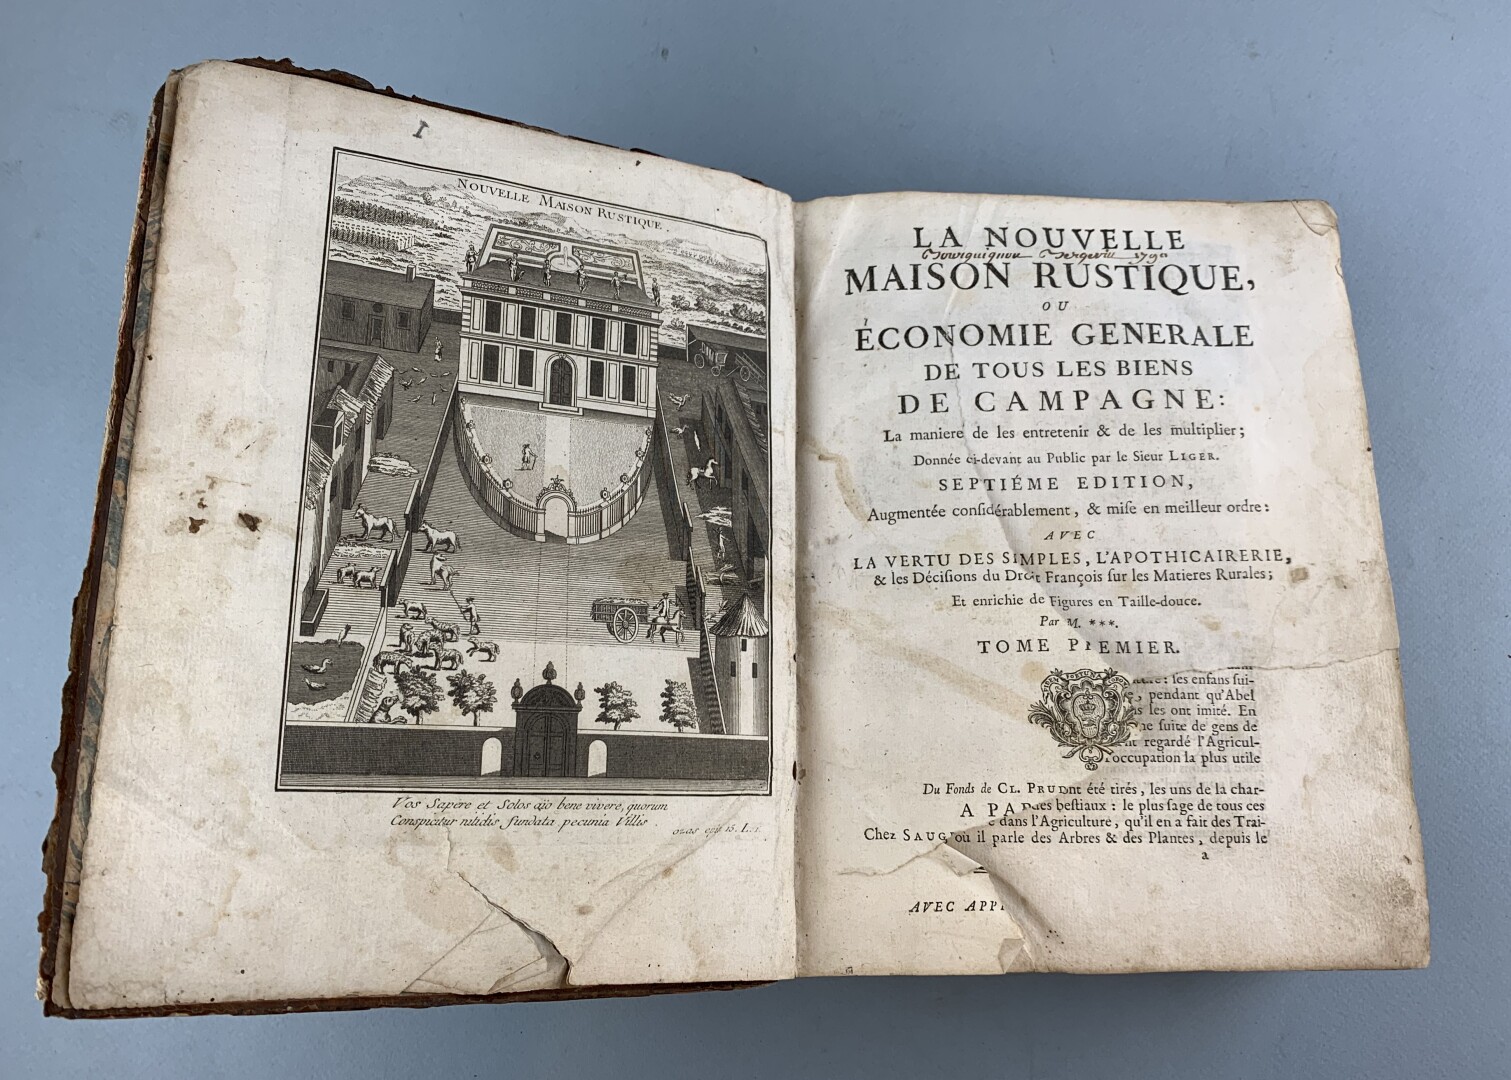 I
NOUVELLE MAISON RUSTIQUE.
Vos Sapere et Solos aio bene vivere, quorum
Conspicitur nitidis fundata pecunia Villis.
LA NOUVELLE
1790
MAISON RUSTIQUE,
OU
ÉCONOMIE GENERALE
DE TOUS LES BIENS
DE CAMPAGNE:
La maniere de les entretenir & de les multiplier;
Donnée ci-devant au Public par le Sieur LIGER.
SEPTIÉME EDITION,
Augmentée considérablement, & mise en meilleur ordre:
AVEC
LA VERTU DES SIMPLES, L'APOTHICAIRERIE,
& les Décisions du Droit François sur les Matieres Rurales;
Et enrichie de Figures en Taille-douce.
Par M. ***.
TOME PREMIER.
: ses enfans sui-
, pendant qu'Abel
les ont imité. En
suite de gens de
regardé l'Agricul-
l'occupation la plus utile
Du Fonds de CL. PRUD
nt été tirés, les uns de la char-
A PA
des bestiaux : le plus sage de tous ces
dans l'Agriculture, qu'il en a fait des Trai-
Chez SAUG
où il parle des Arbres & des Plantes, depuis le
a
AVEC APP